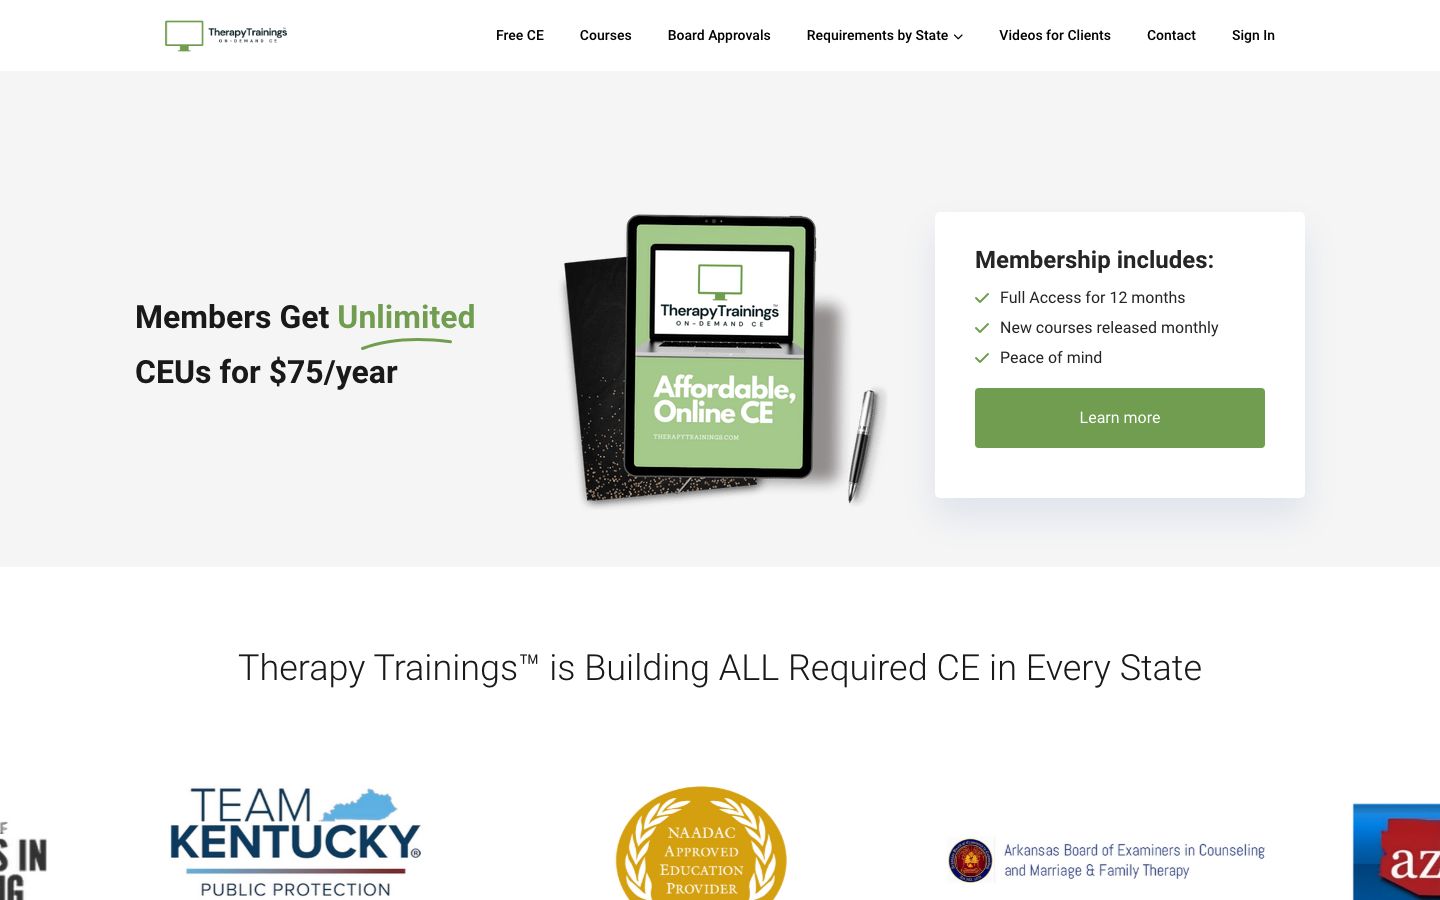 TherapyTrainings
ON-DEMAND CE
Free CE
Courses
Board Approvals
Requirements by State
Videos for Clients
Contact
Sign In
Members Get Unlimited
CEUs for $75/year
TherapyTrainings™
ON-DEMAND CE
Affordable,
Online CE
THERAPYTRAININGS.COM
Membership includes:
Full Access for 12 months
New courses released monthly
Peace of mind
Learn more
Therapy Trainings™ is Building ALL Required CE in Every State
S IN
TEAM
KENTUCKY®
PUBLIC PROTECTION
NAADAC
APPROVED
EDUCATION
PROVIDER
Arkansas Board of Examiners in Counseling
and Marriage & Family Therapy
az